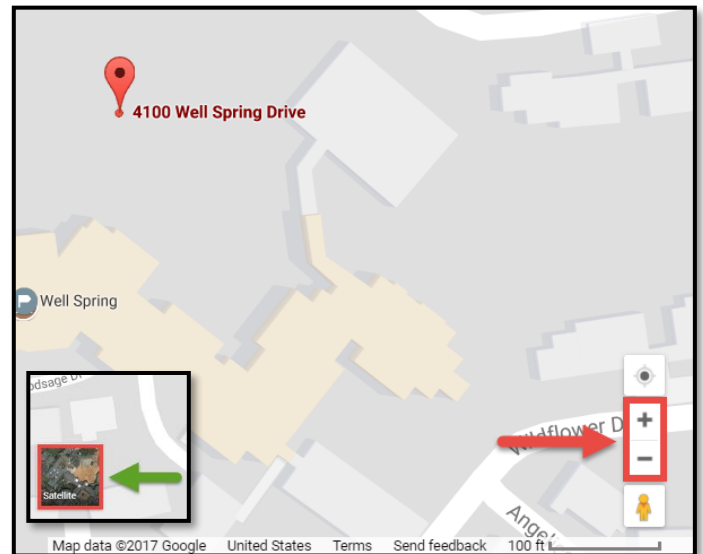 4100 Well Spring Drive
Well Spring
odsage D
Wildflower D
+
−
Satellite
Angel
Map data ©2017 Google United States Terms Send feedback 100 ft